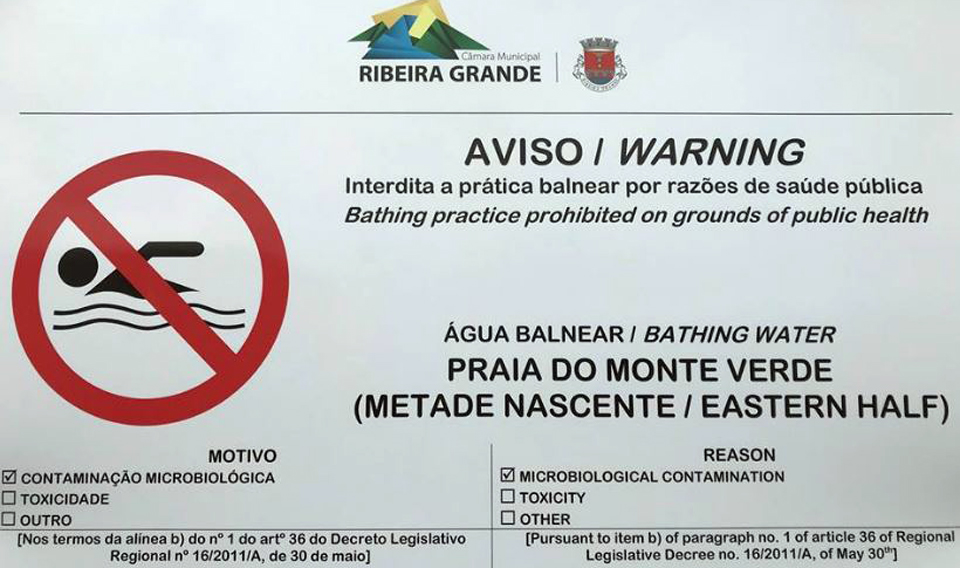 Câmara Municipal
RIBEIRA GRANDE
AVISO / WARNING
Interdita a prática balnear por razões de saúde pública
Bathing practice prohibited on grounds of public health
ÁGUA BALNEAR / BATHING WATER
PRAIA DO MONTE VERDE
(METADE NASCENTE / EASTERN HALF)
MOTIVO
☑ CONTAMINAÇÃO MICROBIOLÓGICA
☐ TOXICIDADE
☐ OUTRO
[Nos termos da alínea b) do nº 1 do artº 36 do Decreto Legislativo
Regional nº 16/2011/A, de 30 de maio]
REASON
☑ MICROBIOLOGICAL CONTAMINATION
☐ TOXICITY
☐ OTHER
[Pursuant to item b) of paragraph no. 1 of article 36 of Regional
Legislative Decree no. 16/2011/A, of May 30th]